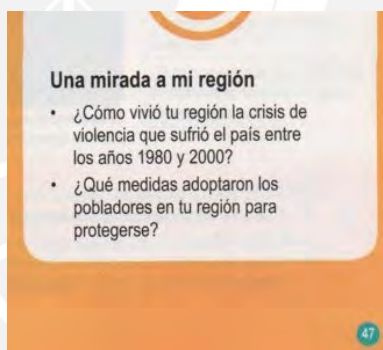 Una mirada a mi región
• ¿Cómo vivió tu región la crisis de
violencia que sufrió el país entre
los años 1980 y 2000?
• ¿Qué medidas adoptaron los
pobladores en tu región para
protegerse?
47